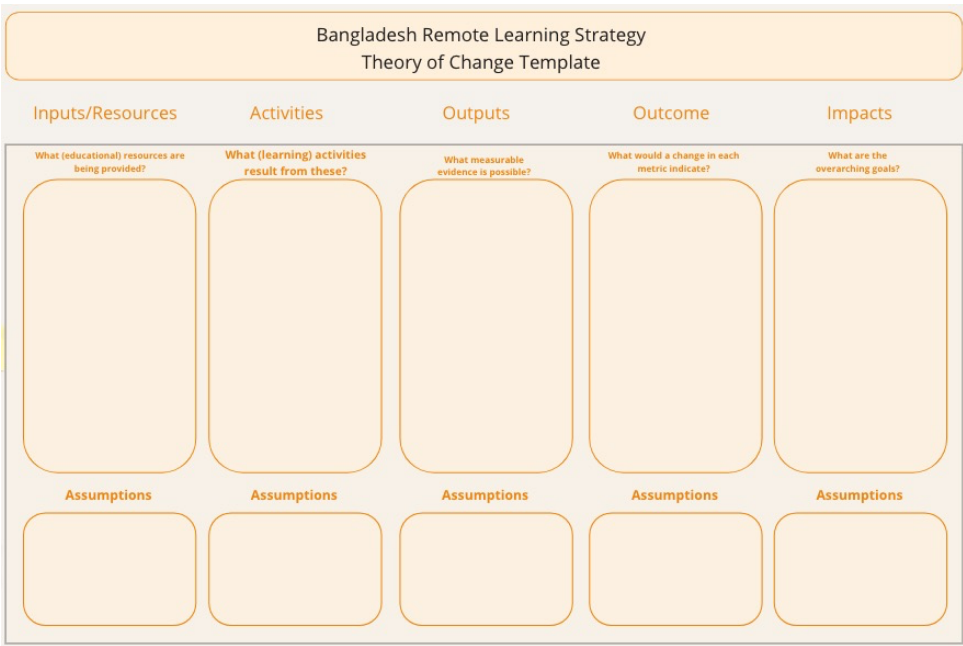 Bangladesh Remote Learning Strategy
Theory of Change Template
Inputs/Resources
Activities
Outputs
Outcome
Impacts
What (educational) resources are
being provided?
What (learning) activities
result from these?
What measurable
evidence is possible?
What would a change in each
metric indicate?
What are the
overarching goals?
Assumptions
Assumptions
Assumptions
Assumptions
Assumptions